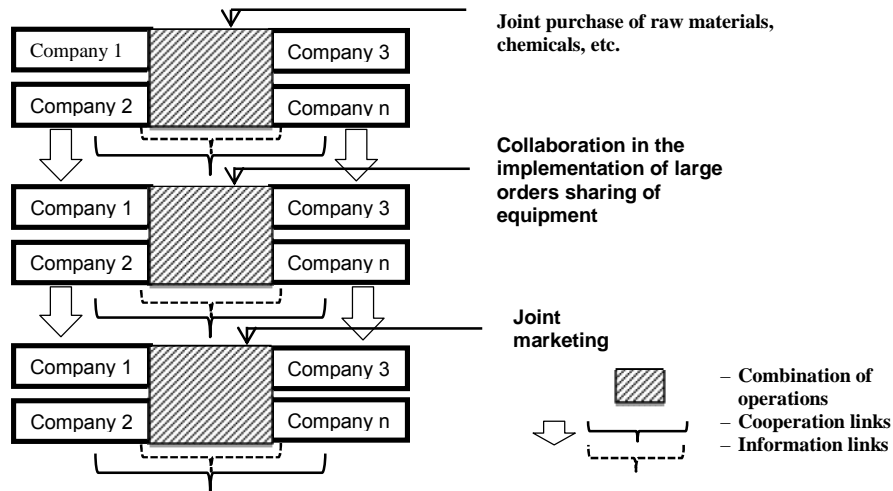 Company 1
Company 3
Joint purchase of raw materials,
chemicals, etc.
Company 2
Company n
Collaboration in the
implementation of large
orders sharing of
equipment
Company 1
Company 3
Company 2
Company n
Joint
marketing
Company 1
Company 3
Company 2
Company n
– Combination of
operations
– Cooperation links
– Information links